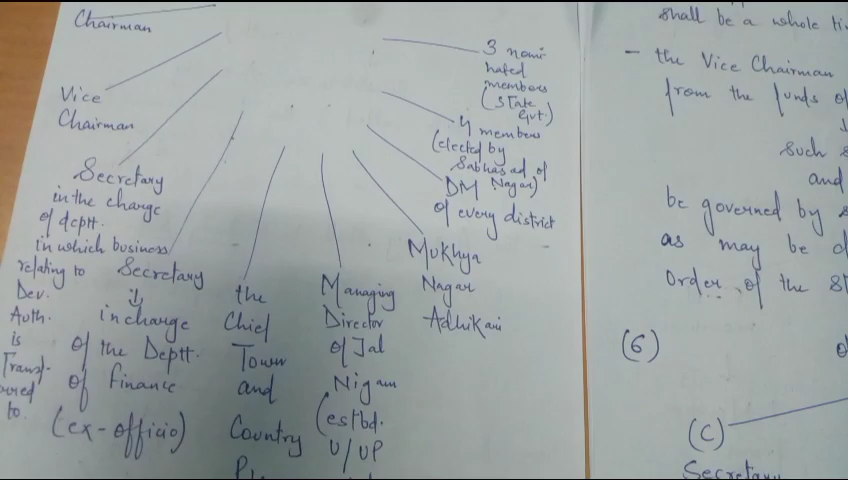 Chairman
Vice
Chairman
Secretary
in the charge
of deptt.
in which business
relating to
Dev.
Auth.
is
Transf-
erred
to.
Secretary
incharge
of the Deptt.
of Finance
(ex-officio)
the
Chief
Town
and
Country
Managing
Director
of Jal
Nigam
(estbd.
U/UP
Mukhya
Nagar
Adhikari
DM
of every district
4 members
(elected by
Sabhasad of
Nagar)
3 nomi
nated
members
(State
Gvt.)
shall be a whole
- the Vice Chairman
from the funds of
such
and
be governed by
as may be
Order of the
(6)
(C)
Secretary